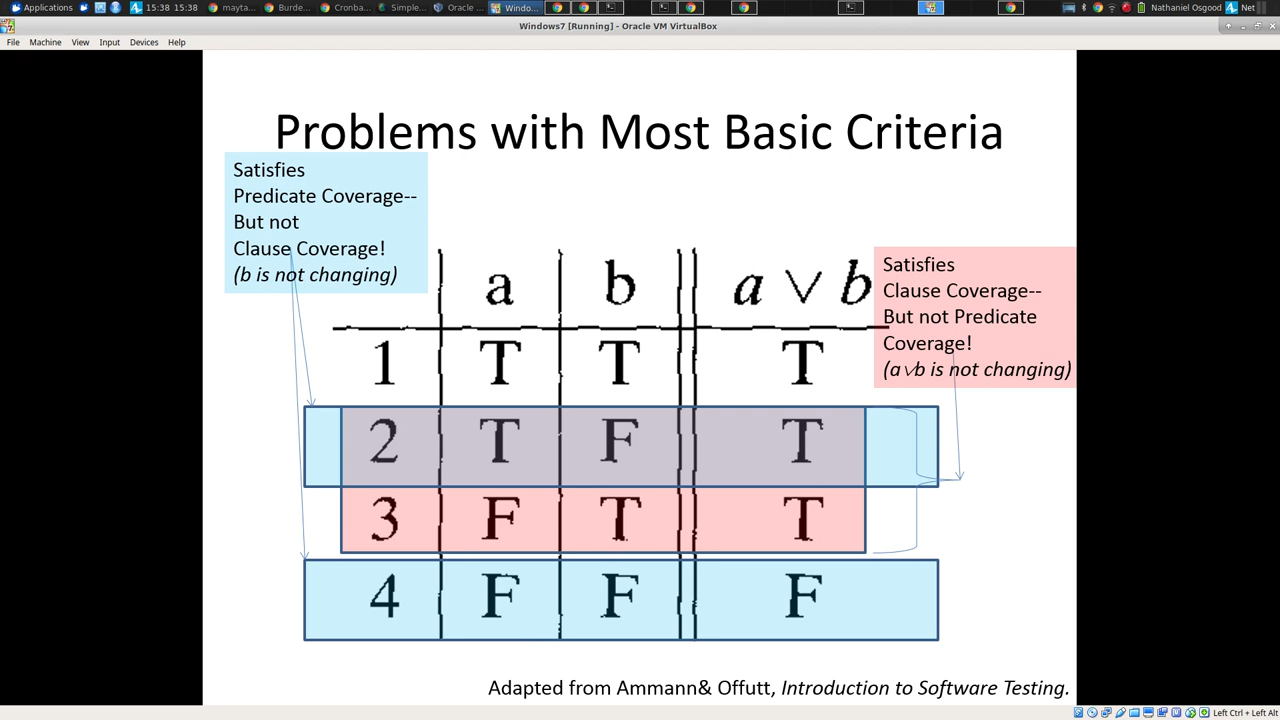 Applications 15:38 15:38 mayta... Burde... Cronba... Simple... Oracle ... Windo... Nathaniel Osgood Net
Windows7 [Running] - Oracle VM VirtualBox
File Machine View Input Devices Help
Problems with Most Basic Criteria
Satisfies
Predicate Coverage--
But not
Clause Coverage!
(b is not changing)
Satisfies
Clause Coverage--
But not Predicate
Coverage!
(a∨b is not changing)
a b a ∨ b
1 T T T
2 T F T
3 F T T
4 F F F
Adapted from Ammann& Offutt, Introduction to Software Testing.
Left Ctrl + Left Alt